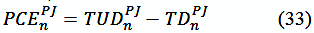 PCE_n^{PJ} = TUD_n^{PJ} − TD_n^{PJ} (33)